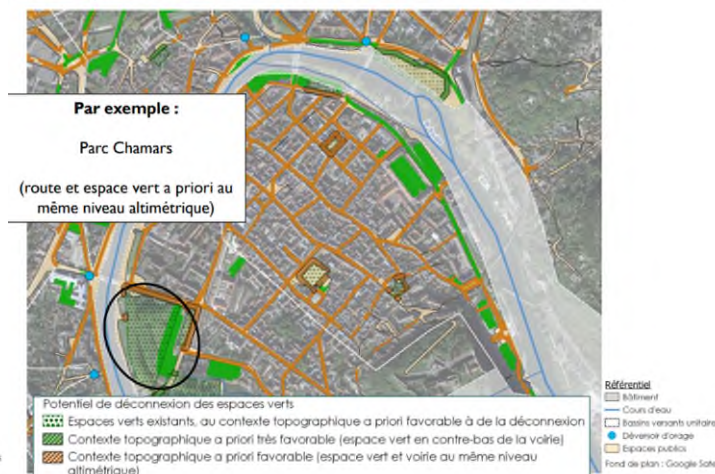 Par exemple :
Parc Chamars
(route et espace vert a priori au
même niveau altimétrique)
Potentiel de déconnexion des espaces verts
Espaces verts existants, au contexte topographique a priori favorable à de la déconnexion
Contexte topographique a priori très favorable (espace vert en contre-bas de la voirie)
Contexte topographique a priori favorable (espace vert et voirie au même niveau
altimétrique)
Référentiel
Bâtiment
Cours d'eau
Bassins versants unitaire
Déversoir d'orage
Espaces publics
Fond de plan : Google Sate